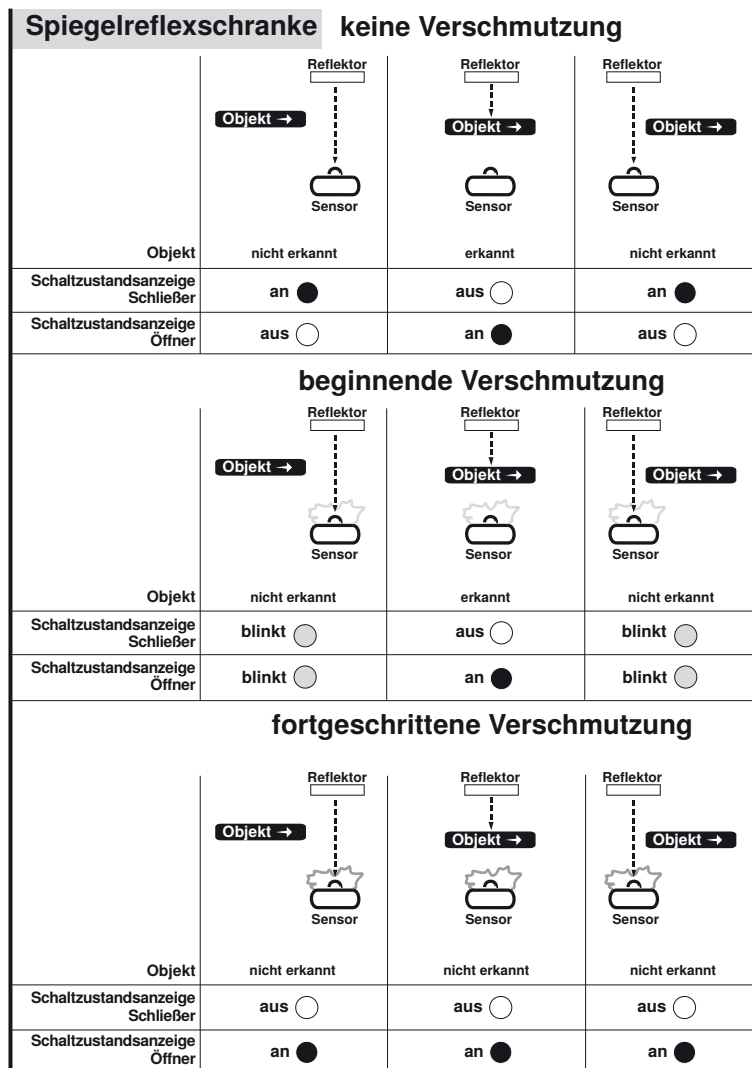 Spiegelreflexschranke keine Verschmutzung
Reflektor Reflektor Reflektor
Objekt → Objekt → Objekt →
Sensor Sensor Sensor
Objekt nicht erkannt erkannt nicht erkannt
Schaltzustandsanzeige
Schließer an aus an
Schaltzustandsanzeige
Öffner aus an aus
beginnende Verschmutzung
Reflektor Reflektor Reflektor
Objekt → Objekt → Objekt →
Sensor Sensor Sensor
Objekt nicht erkannt erkannt nicht erkannt
Schaltzustandsanzeige
Schließer blinkt aus blinkt
Schaltzustandsanzeige
Öffner blinkt an blinkt
fortgeschrittene Verschmutzung
Reflektor Reflektor Reflektor
Objekt → Objekt → Objekt →
Sensor Sensor Sensor
Objekt nicht erkannt nicht erkannt nicht erkannt
Schaltzustandsanzeige
Schließer aus aus aus
Schaltzustandsanzeige
Öffner an an an